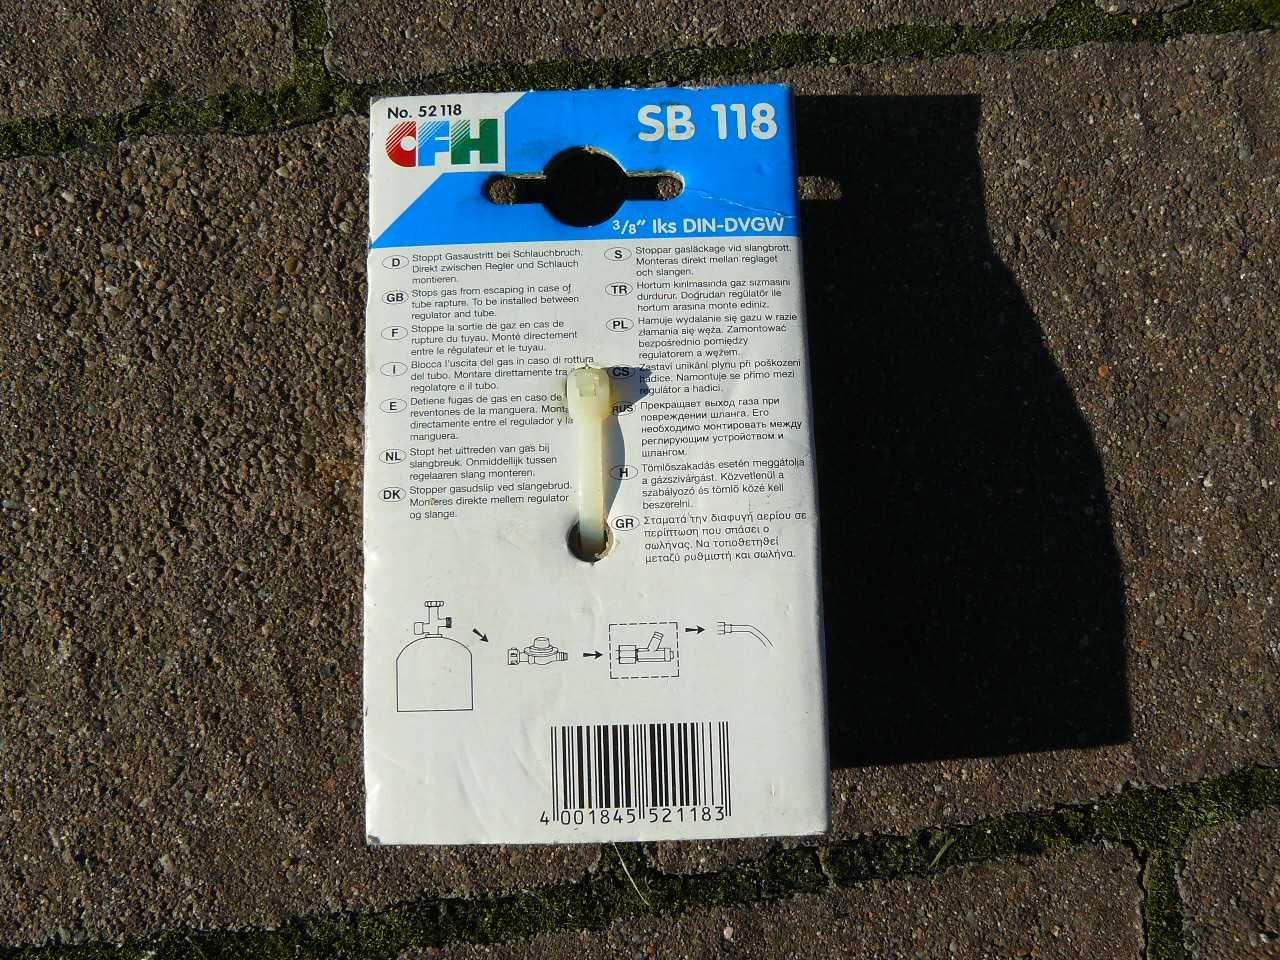 No. 52118
CFH
SB 118
3/8" lks DIN-DVGW
D Stoppt Gasaustritt bei Schlauchbruch.
Direkt zwischen Regler und Schlauch
montieren.
GB Stops gas from escaping in case of
tube rapture. To be installed between
regulator and tube.
F Stoppe la sortie de gaz en cas de
rupture du tuyau. Monté directement
entre le régulateur et le tuyau.
I Blocca l'uscita del gas in caso di rottura
del tubo. Montare direttamente tra
regolatore e il tubo.
E Detiene fugas de gas en caso de
reventones de la manguera.
directamente entre el regulador y la
manguera.
NL Stopt het uittreden van gas bij
slangbreuk. Onmiddellijk tussen
regelaaren slang monteren.
DK Stopper gasudslip ved slangebrud.
Monteres direkte mellem regulator
og slange.
S Stoppar gasläckage vid slangbrott.
Monteras direkt mellan reglaget
och slangen.
TR Hortum kırılmasında gaz sızmasını
durdurur. Doğrudan regülatör ile
hortum arasına monte ediniz.
PL Hamuje wydalanie się gazu w razie
złamania się węża. Zamontować
bezpośrednio pomiędzy
regulatorem a wężem.
CS Zastaví unikání plynu při poškození
hadice. Namontuje se přímo mezi
regulátor a hadici.
RUS Прекращает выход газа при
повреждении шланга. Его
необходимо монтировать между
реглирующим устройством и
шлангом.
H Tömlőszakadás esetén meggátolja
a gázszivárgást. Közvetlenül a
szabályozó és tömlő közé kell
beszerelni.
GR Σταματά την διαφυγή αερίου σε
περίπτωση που σπάσει ο
σωλήνας. Να τοποθετηθεί
μεταζύ ρυθμιστή και σωλήνα.
4 001845 521183